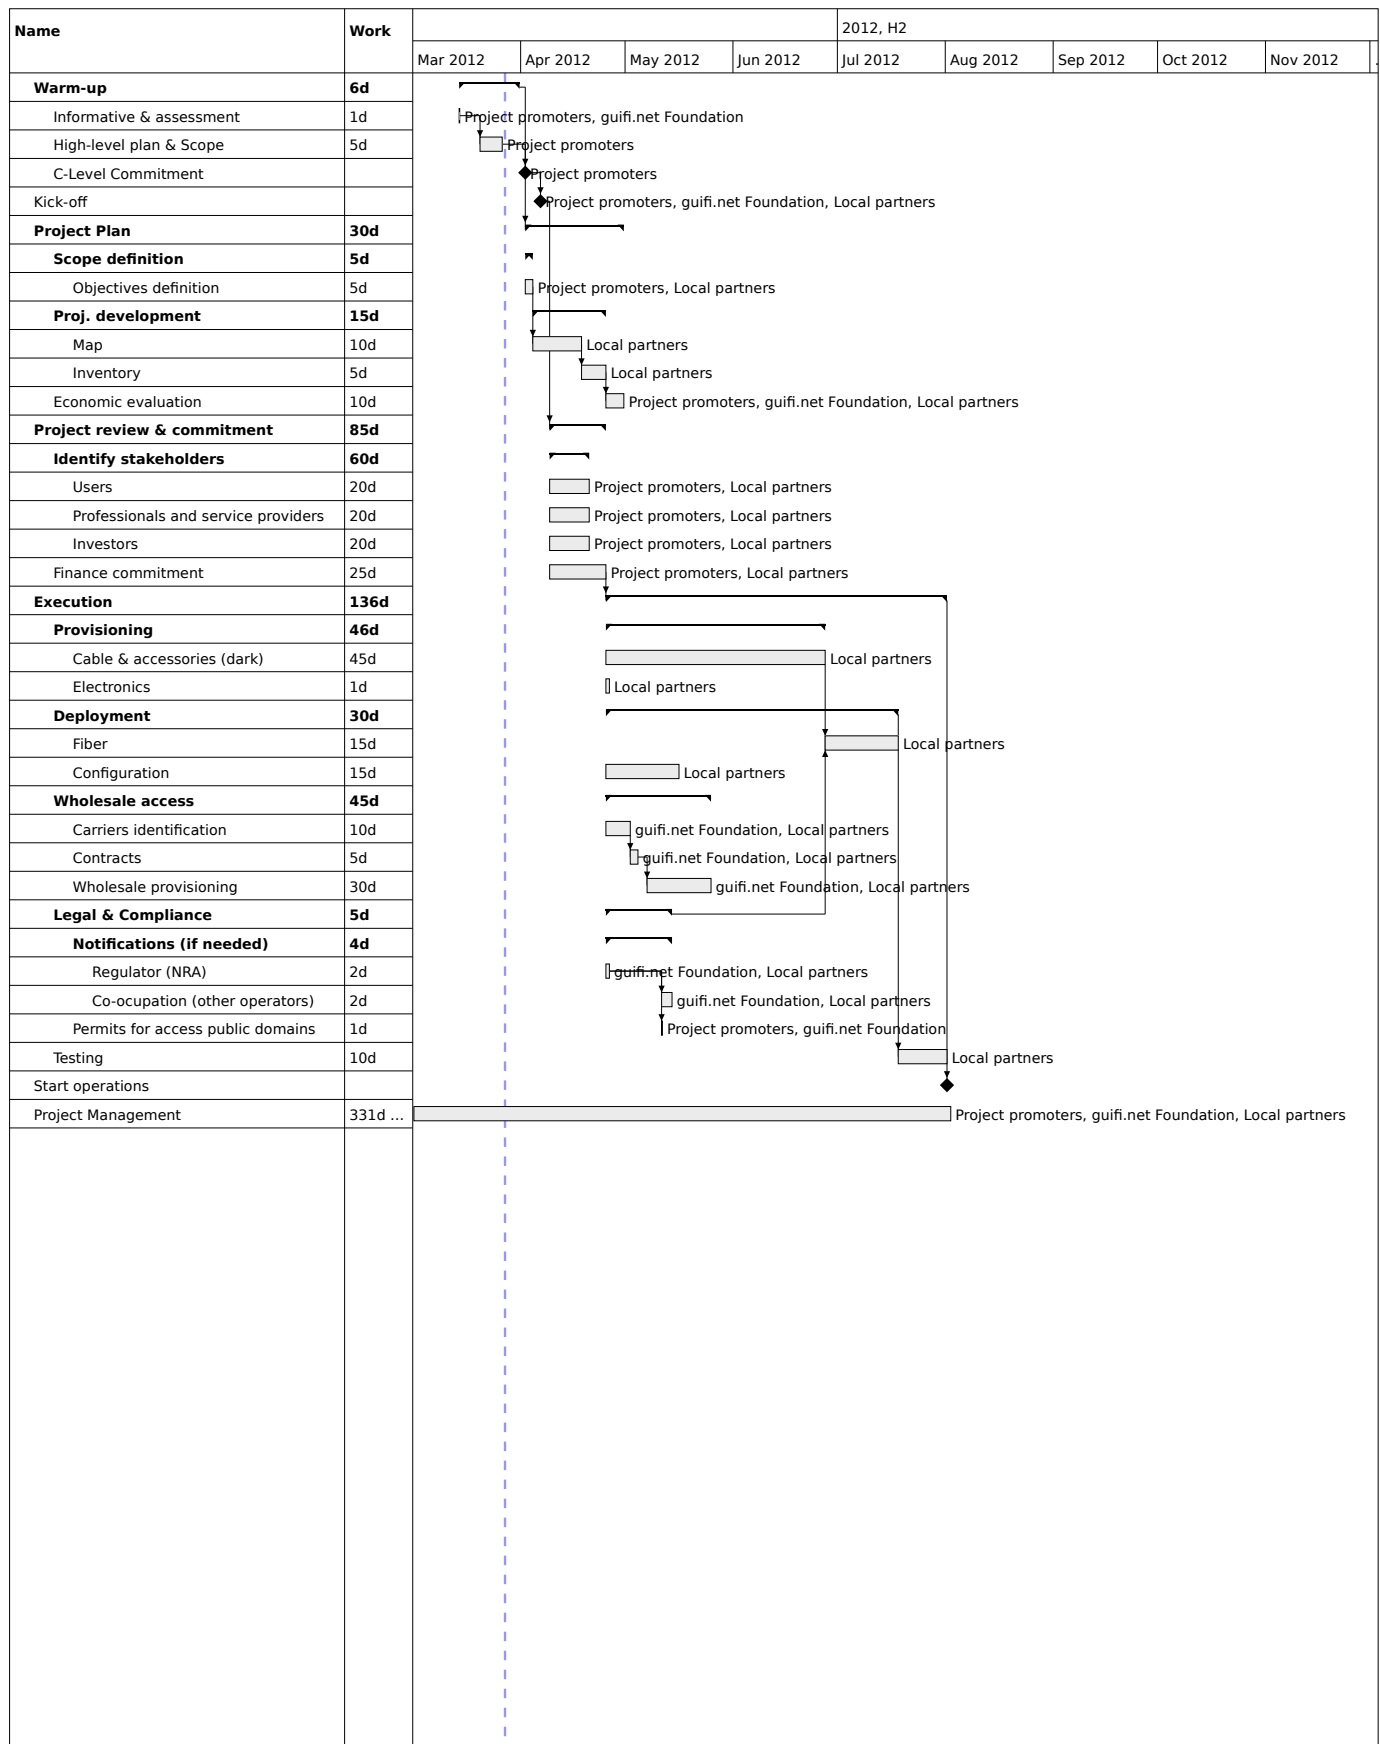 Name Work 2012, H2
Mar 2012 Apr 2012 May 2012 Jun 2012 Jul 2012 Aug 2012 Sep 2012 Oct 2012 Nov 2012 .
Warm-up 6d
Informative & assessment 1d Project promoters, guifi.net Foundation
High-level plan & Scope 5d Project promoters
C-Level Commitment Project promoters
Kick-off Project promoters, guifi.net Foundation, Local partners
Project Plan 30d
Scope definition 5d
Objectives definition 5d Project promoters, Local partners
Proj. development 15d
Map 10d Local partners
Inventory 5d Local partners
Economic evaluation 10d Project promoters, guifi.net Foundation, Local partners
Project review & commitment 85d
Identify stakeholders 60d
Users 20d Project promoters, Local partners
Professionals and service providers 20d Project promoters, Local partners
Investors 20d Project promoters, Local partners
Finance commitment 25d Project promoters, Local partners
Execution 136d
Provisioning 46d
Cable & accessories (dark) 45d Local partners
Electronics 1d Local partners
Deployment 30d
Fiber 15d Local partners
Configuration 15d Local partners
Wholesale access 45d
Carriers identification 10d guifi.net Foundation, Local partners
Contracts 5d guifi.net Foundation, Local partners
Wholesale provisioning 30d guifi.net Foundation, Local partners
Legal & Compliance 5d
Notifications (if needed) 4d
Regulator (NRA) 2d guifi.net Foundation, Local partners
Co-ocupation (other operators) 2d guifi.net Foundation, Local partners
Permits for access public domains 1d Project promoters, guifi.net Foundation
Testing 10d Local partners
Start operations
Project Management 331d ... Project promoters, guifi.net Foundation, Local partners